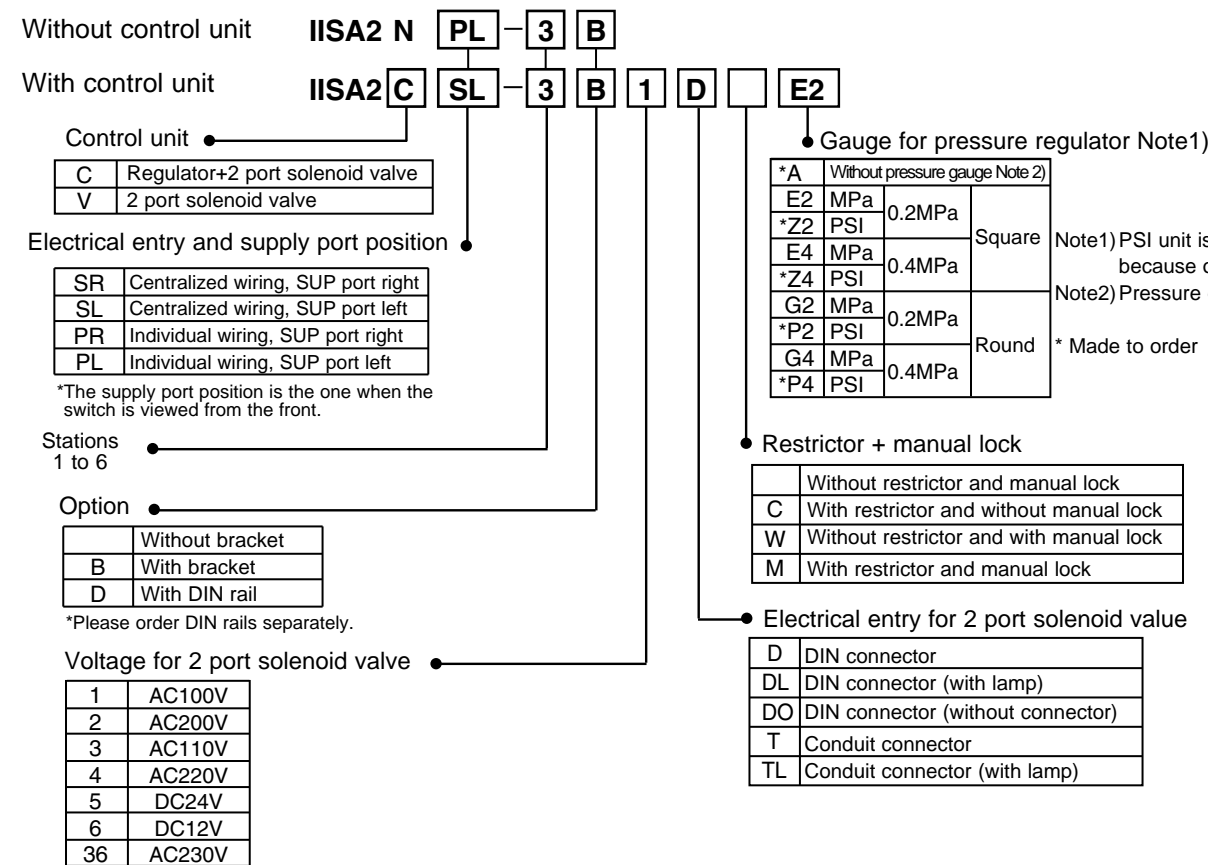 Without control unit IISA2 N PL – 3 B
With control unit IISA2 C SL – 3 B 1 D E2
Control unit
C Regulator+2 port solenoid valve
V 2 port solenoid valve
Electrical entry and supply port position
SR Centralized wiring, SUP port right
SL Centralized wiring, SUP port left
PR Individual wiring, SUP port right
PL Individual wiring, SUP port left
*The supply port position is the one when the
switch is viewed from the front.
Stations
1 to 6
Option
Without bracket
B With bracket
D With DIN rail
*Please order DIN rails separately.
Voltage for 2 port solenoid valve
1 AC100V
2 AC200V
3 AC110V
4 AC220V
5 DC24V
6 DC12V
36 AC230V
Gauge for pressure regulator Note1)
*A Without pressure gauge Note 2)
E2 MPa 0.2MPa Square
*Z2 PSI
E4 MPa 0.4MPa
*Z4 PSI
G2 MPa 0.2MPa Round
*P2 PSI
G4 MPa 0.4MPa
*P4 PSI
Note1) PSI unit is
because
Note2) Pressure
* Made to order
Restrictor + manual lock
Without restrictor and manual lock
C With restrictor and without manual lock
W Without restrictor and with manual lock
M With restrictor and manual lock
Electrical entry for 2 port solenoid value
D DIN connector
DL DIN connector (with lamp)
DO DIN connector (without connector)
T Conduit connector
TL Conduit connector (with lamp)